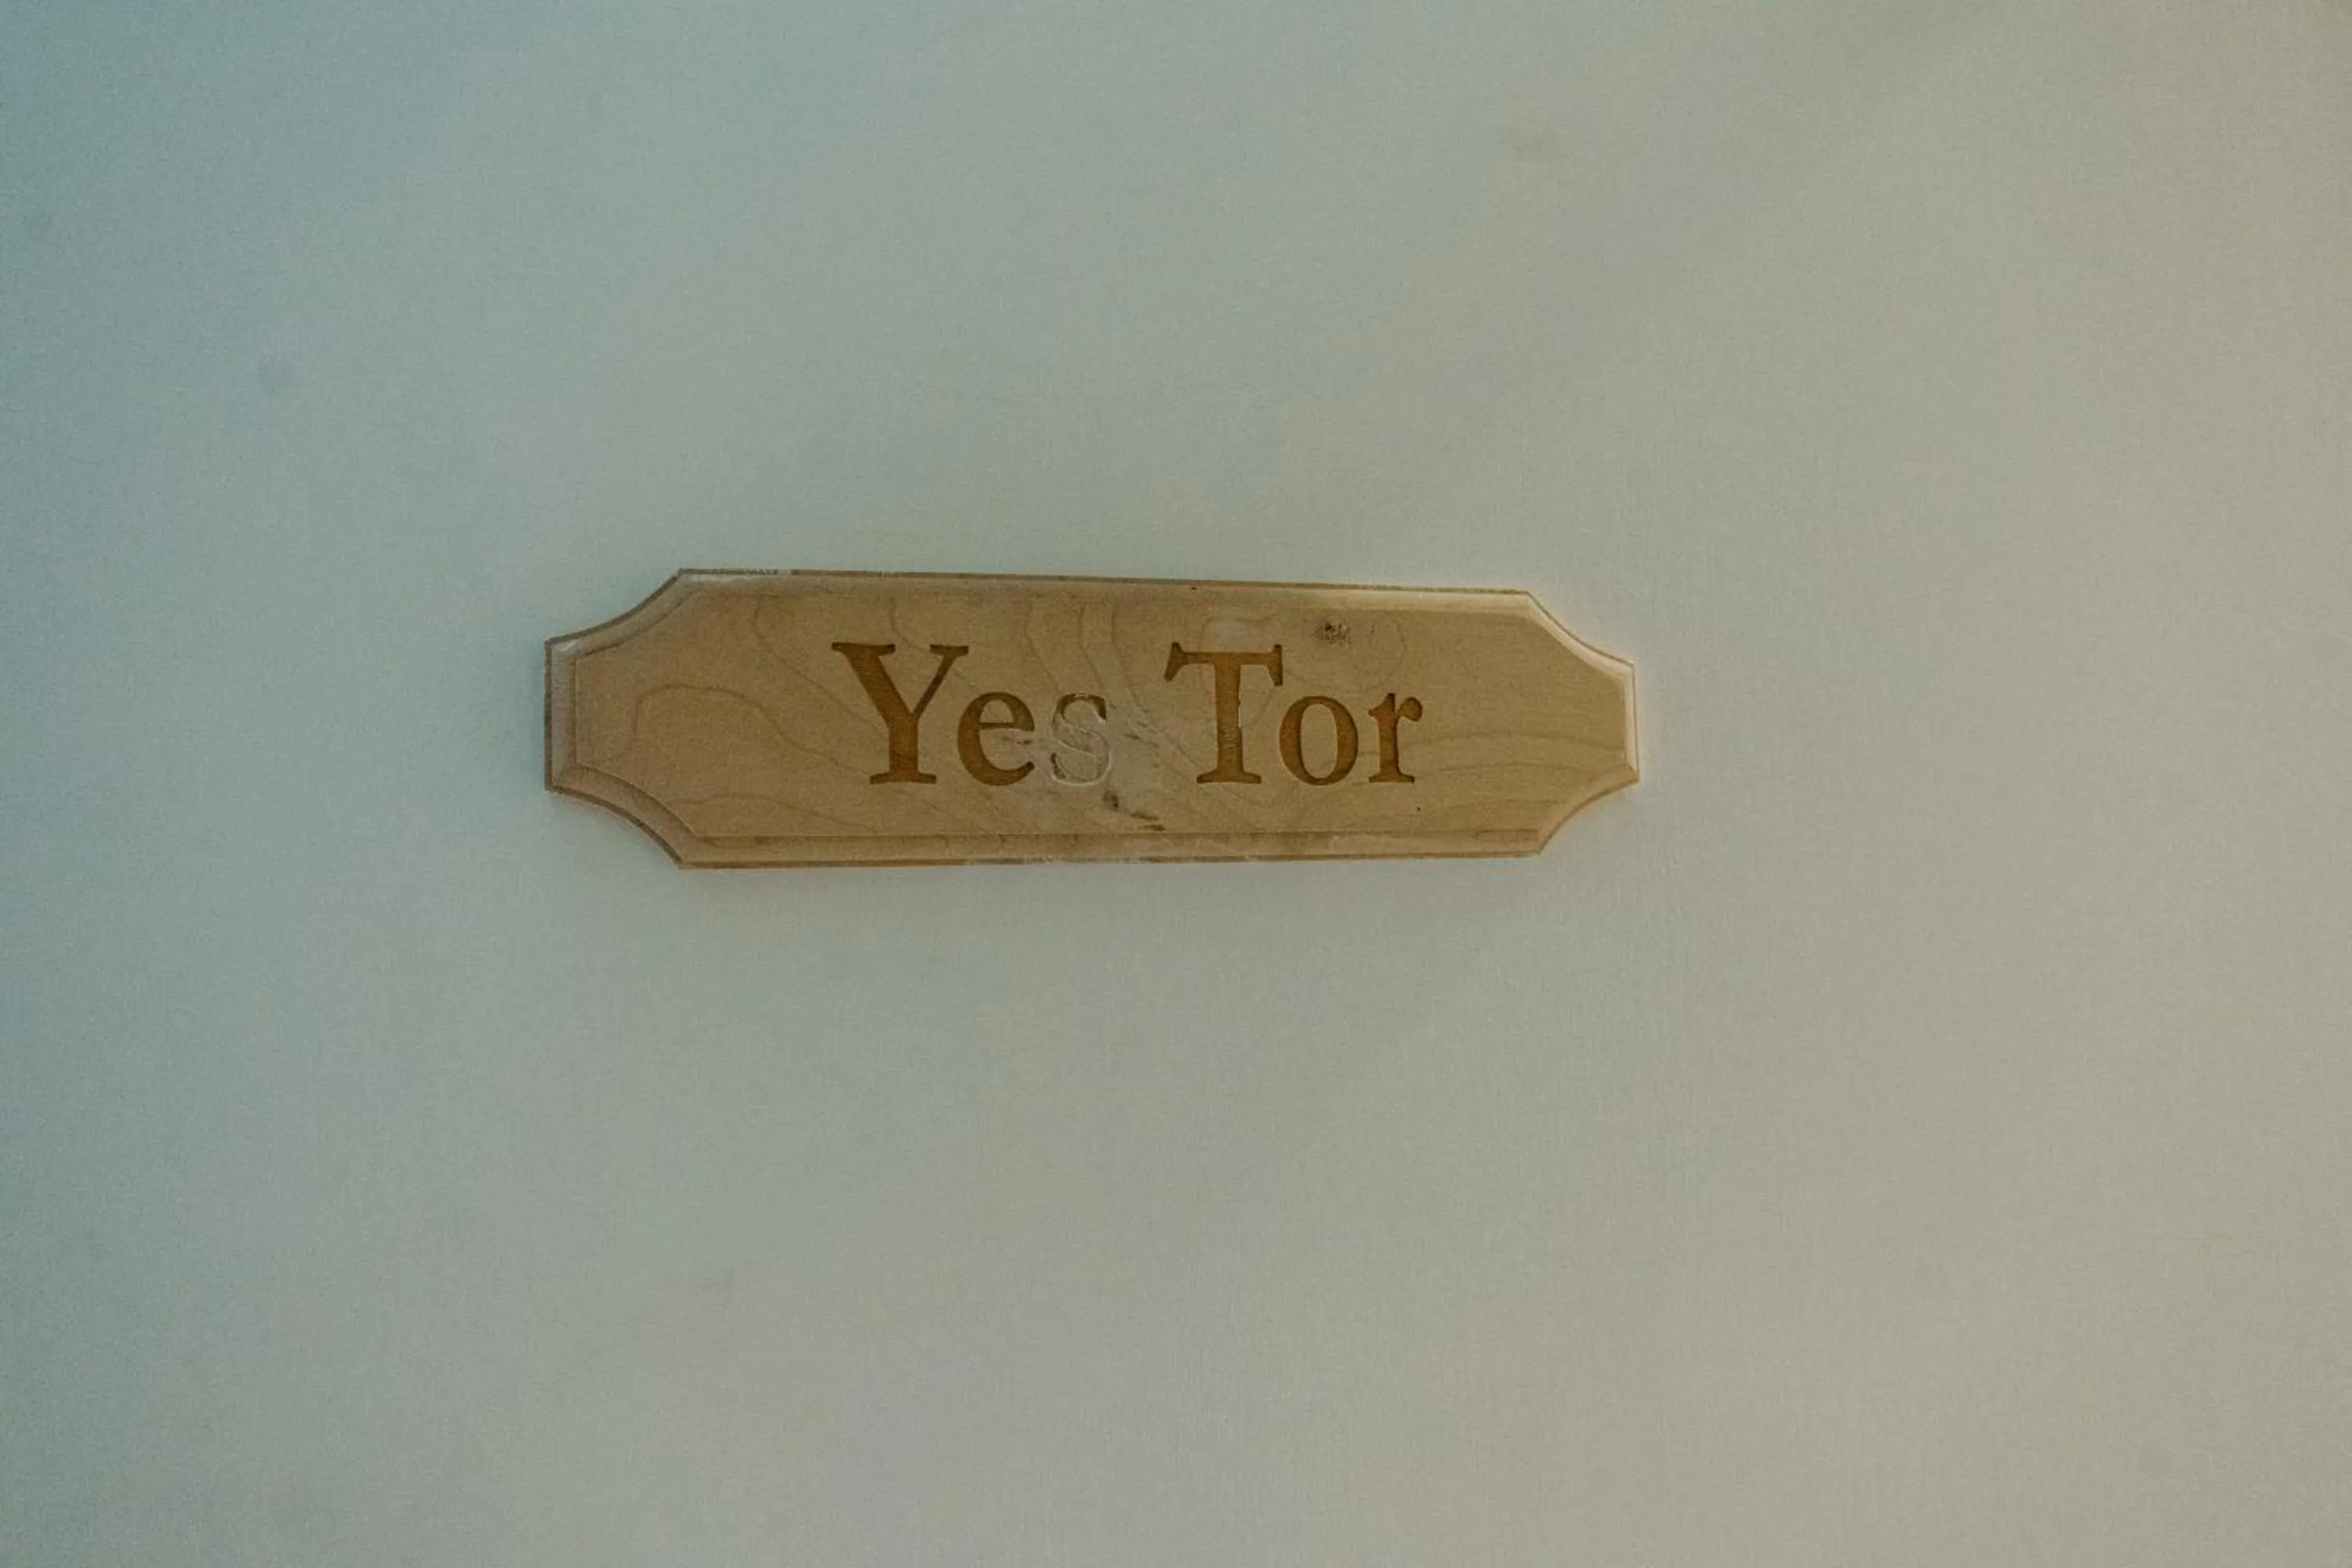 Yes Tor